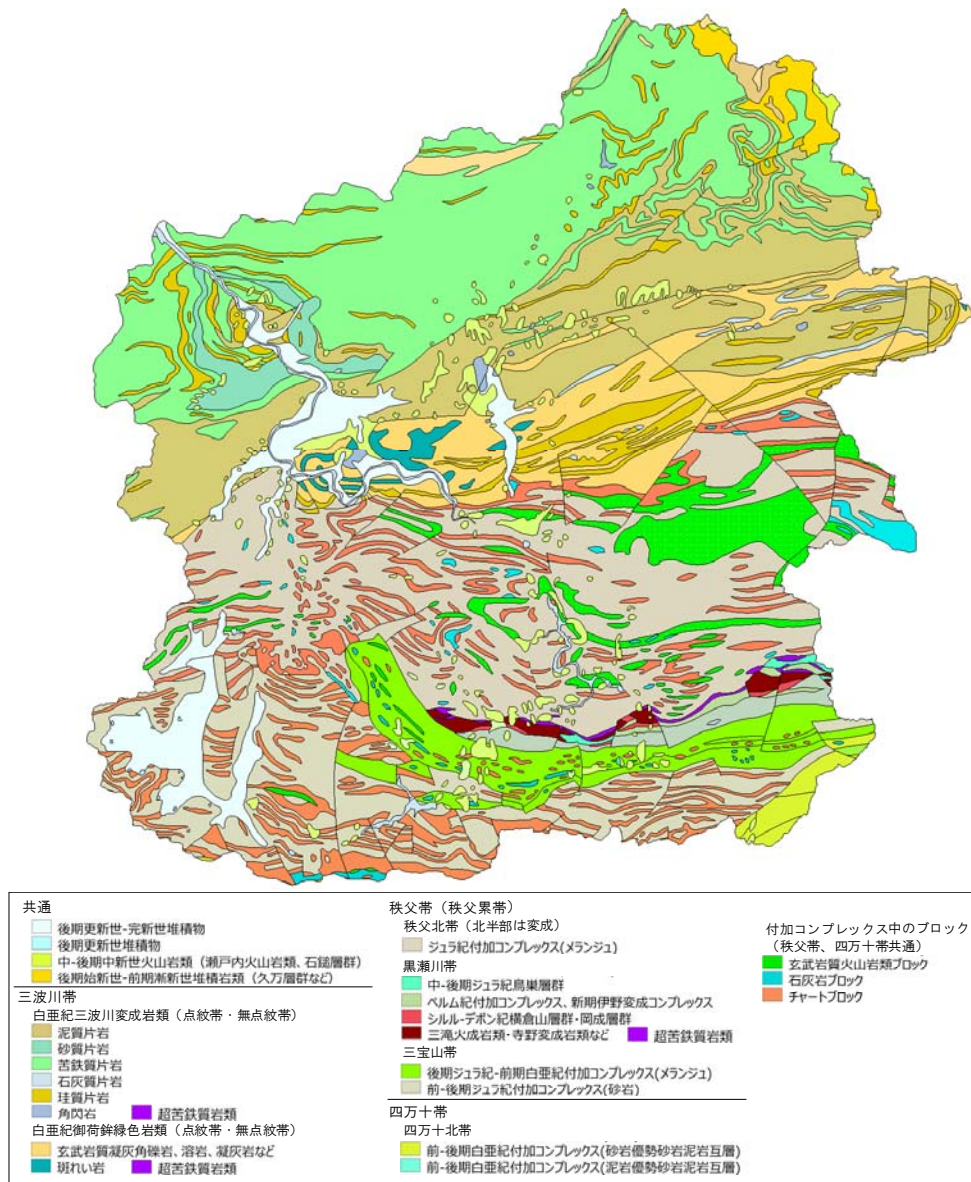 共通
後期更新世-完新世堆積物
後期更新世堆積物
中-後期中新世火山岩類（瀬戸内火山岩類、石鎚層群）
後期始新世-前期漸新世堆積岩類（久万層群など）
三波川帯
白亜紀三波川変成岩類（点紋帯・無点紋帯）
泥質片岩
砂質片岩
苦鉄質片岩
石灰質片岩
珪質片岩
角閃岩
超苦鉄質岩類
白亜紀御荷鉾緑色岩類（点紋帯・無点紋帯）
玄武岩質凝灰角礫岩、溶岩、凝灰岩など
斑れい岩
超苦鉄質岩類
秩父帯（秩父累帯）
秩父北帯（北半部は変成）
ジュラ紀付加コンプレックス(メランジュ)
黒瀬川帯
中-後期ジュラ紀鳥巣層群
ペルム紀付加コンプレックス、新期伊野変成コンプレックス
シルル-デボン紀横倉山層群・岡成層群
三滝火成岩類・寺野変成岩類など
超苦鉄質岩類
三宝山帯
後期ジュラ紀-前期白亜紀付加コンプレックス(メランジュ)
前-後期ジュラ紀付加コンプレックス(砂岩)
四万十帯
四万十北帯
前-後期白亜紀付加コンプレックス(砂岩優勢砂岩泥岩互層)
前-後期白亜紀付加コンプレックス(泥岩優勢砂岩泥岩互層)
付加コンプレックス中のブロック
（秩父帯、四万十帯共通）
玄武岩質火山岩類ブロック
石灰岩ブロック
チャートブロック